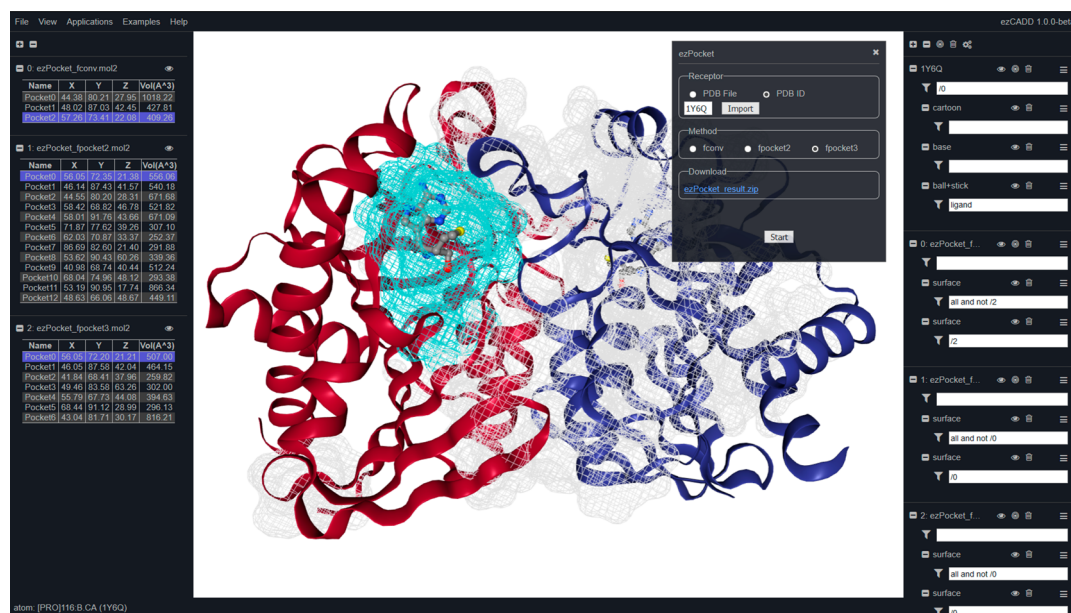 File View Applications Examples Help
ezCADD 1.0.0-beta
0: ezPocket_fconv.mol2
Name X Y Z Vol(A^3)
Pocket0 44.38 80.21 27.95 1018.22
Pocket1 48.02 87.03 42.45 427.81
Pocket2 57.26 73.41 22.08 409.26
1: ezPocket_fpocket2.mol2
Name X Y Z Vol(A^3)
Pocket0 56.05 72.35 21.38 556.06
Pocket1 46.14 87.43 41.57 540.18
Pocket2 44.55 80.20 28.31 671.68
Pocket3 58.42 68.82 46.78 521.82
Pocket4 58.01 91.76 43.66 671.09
Pocket5 71.87 77.62 39.26 307.10
Pocket6 62.03 70.87 33.37 252.37
Pocket7 86.69 82.60 21.40 291.88
Pocket8 53.62 90.43 60.26 339.36
Pocket9 40.98 68.74 40.44 512.24
Pocket10 68.04 74.96 48.12 293.38
Pocket11 53.19 90.95 17.74 866.34
Pocket12 48.63 66.06 48.67 449.11
2: ezPocket_fpocket3.mol2
Name X Y Z Vol(A^3)
Pocket0 56.05 72.20 21.21 507.00
Pocket1 46.05 87.58 42.04 464.15
Pocket2 41.84 68.41 37.96 259.82
Pocket3 49.46 83.58 63.26 302.00
Pocket4 55.79 67.73 44.08 394.63
Pocket5 68.44 91.12 28.99 296.13
Pocket6 43.04 81.71 30.17 816.21
atom: [PRO]116:B.CA (1Y6Q)
ezPocket
Receptor
PDB File PDB ID
1Y6Q Import
Method
fconv fpocket2 fpocket3
Download
ezPocket_result.zip
Start
1Y6Q
/0
cartoon
base
ball+stick
ligand
0: ezPocket_f...
surface
all and not /2
surface
/2
1: ezPocket_f...
surface
all and not /0
surface
/0
2: ezPocket_f...
surface
all and not /0
surface
/0